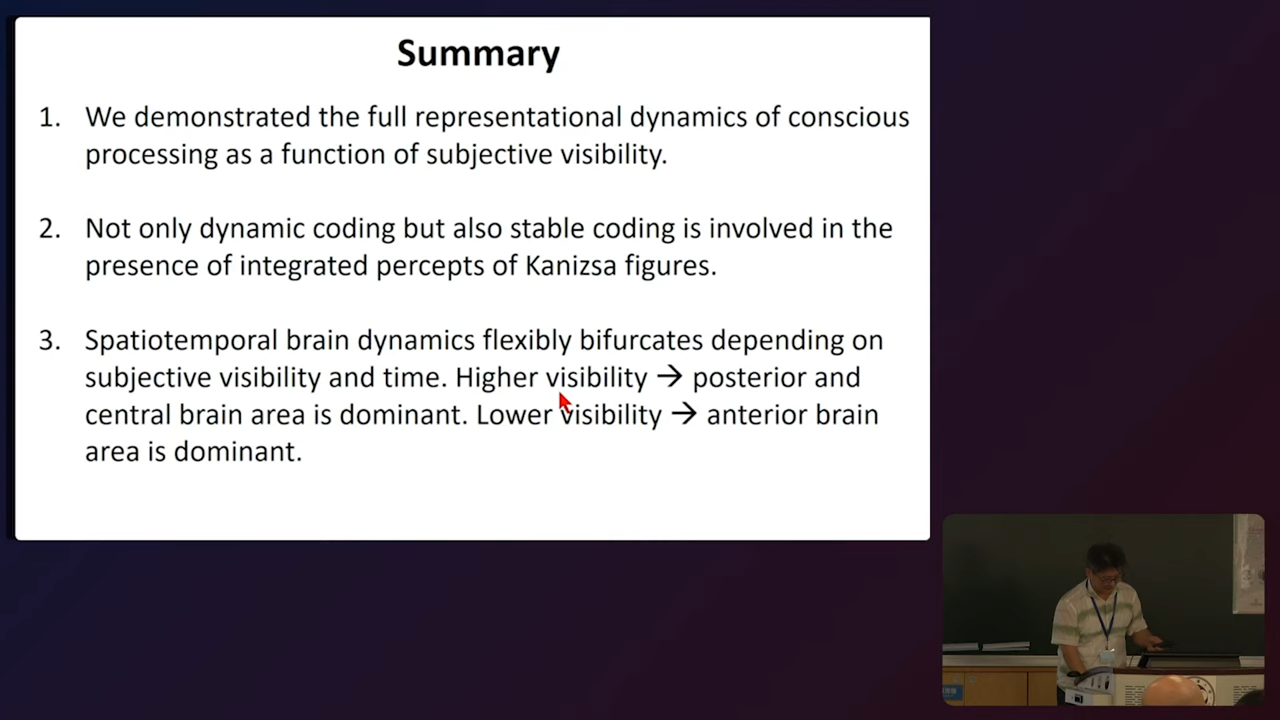 Summary
1. We demonstrated the full representational dynamics of conscious
processing as a function of subjective visibility.
2. Not only dynamic coding but also stable coding is involved in the
presence of integrated percepts of Kanizsa figures.
3. Spatiotemporal brain dynamics flexibly bifurcates depending on
subjective visibility and time. Higher visibility → posterior and
central brain area is dominant. Lower visibility → anterior brain
area is dominant.